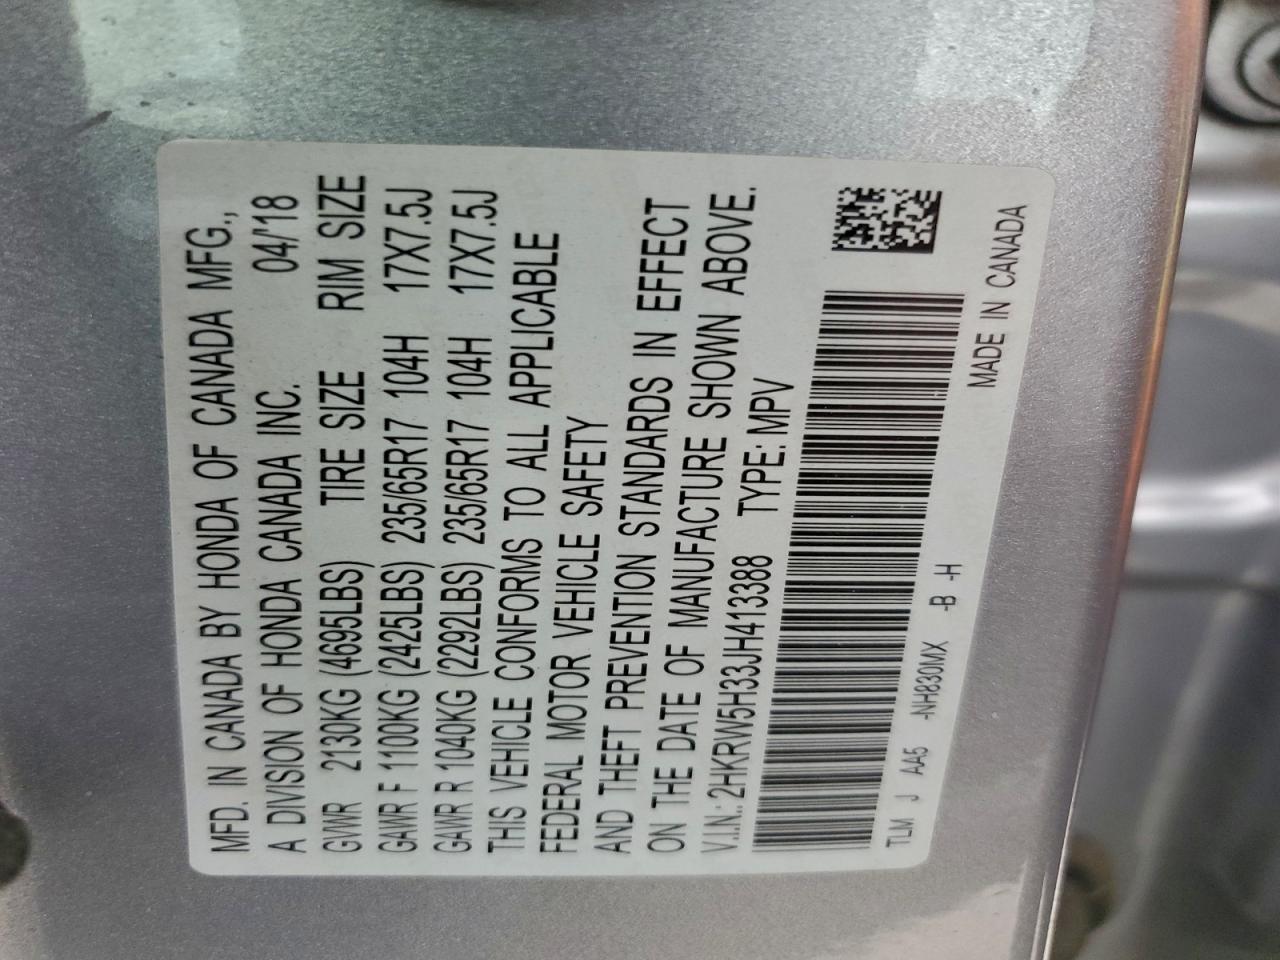 MFD. IN CANADA BY HONDA OF CANADA MFG.,
A DIVISION OF HONDA CANADA INC. 04/'18
GVWR 2130KG (4695LBS) TIRE SIZE RIM SIZE
GAWR F 1100KG (2425LBS) 235/65R17 104H 17X7.5J
GAWR R 1040KG (2292LBS) 235/65R17 104H 17X7.5J
THIS VEHICLE CONFORMS TO ALL APPLICABLE
FEDERAL MOTOR VEHICLE SAFETY
AND THEFT PREVENTION STANDARDS IN EFFECT
ON THE DATE OF MANUFACTURE SHOWN ABOVE.
V.I.N.: 2HKRW5H33JH413388 TYPE: MPV
TLM J AA5 -NH830MX -B -H
MADE IN CANADA